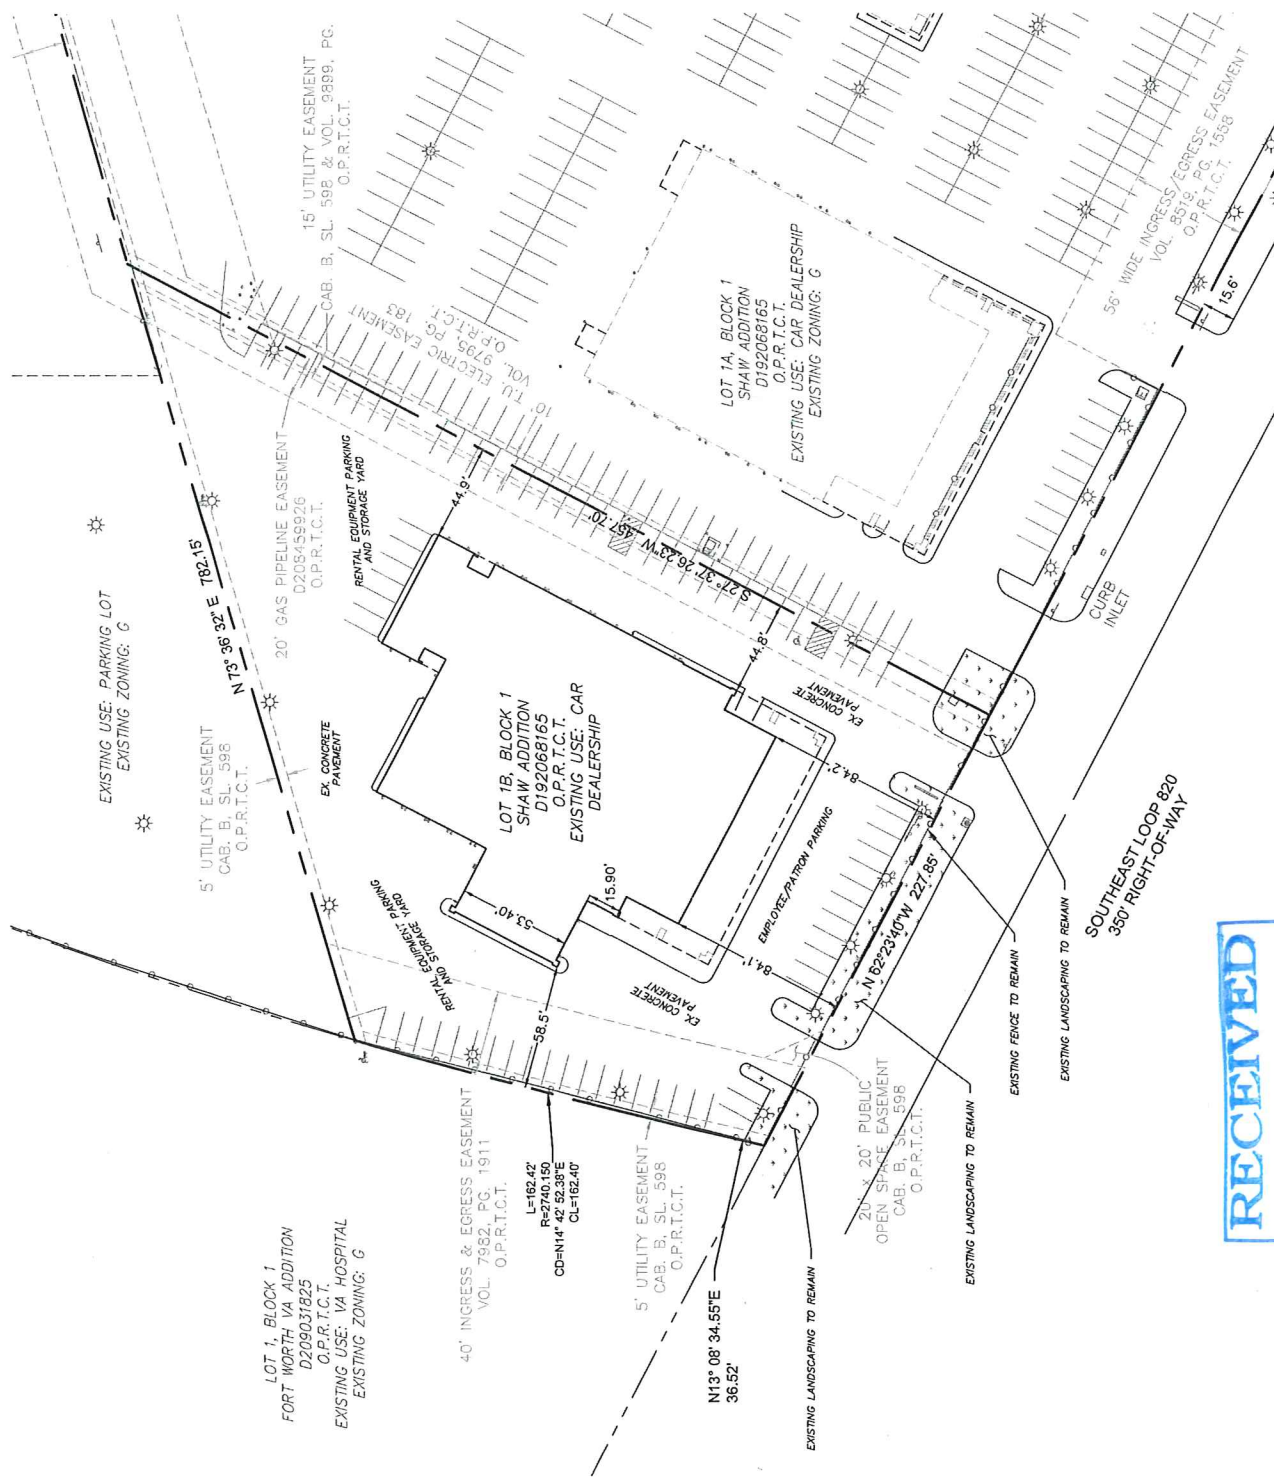 EXISTING USE: PARKING LOT
EXISTING ZONING: G
N 73° 36' 32" E 782.15'
5' UTILITY EASEMENT
CAB. B, SL. 598
O.P.R.T.C.T.
20' GAS PIPELINE EASEMENT
D208459926
O.P.R.T.C.T.
15' UTILITY EASEMENT
CAB. B, SL. 598 & VOL. 9899, PG.
O.P.R.T.C.T.
10' T.U. ELECTRIC EASEMENT
VOL. 9795, PG. 183
O.P.R.T.C.T.
RENTAL EQUIPMENT PARKING
AND STORAGE YARD
44.9'
EX. CONCRETE
PAVEMENT
LOT 1B, BLOCK 1
SHAW ADDITION
D192068165
O.P.R.T.C.T.
EXISTING USE: CAR
DEALERSHIP
LOT 1A, BLOCK 1
SHAW ADDITION
D192068165
O.P.R.T.C.T.
EXISTING USE: CAR DEALERSHIP
EXISTING ZONING: G
S 27° 37' 26.23" W
457.70'
44.8'
EX. CONCRETE
PAVEMENT
84.2'
56' WIDE INGRESS/EGRESS EASEMENT
VOL. 8519, PG. 1558
O.P.R.T.C.T.
15.6'
CURB
INLET
RENTAL EQUIPMENT PARKING
AND STORAGE YARD
53.40'
15.90'
58.5'
EX. CONCRETE
PAVEMENT
84.1'
EMPLOYEE/PATRON PARKING
N 62°23'40"W 227.85'
SOUTHEAST LOOP 820
350' RIGHT-OF-WAY
EXISTING LANDSCAPING TO REMAIN
EXISTING FENCE TO REMAIN
EXISTING LANDSCAPING TO REMAIN
20' x 20' PUBLIC
OPEN SPACE EASEMENT
CAB. B, SL. 598
O.P.R.T.C.T.
EXISTING LANDSCAPING TO REMAIN
LOT 1, BLOCK 1
FORT WORTH VA ADDITION
D209031825
O.P.R.T.C.T.
EXISTING USE: VA HOSPITAL
EXISTING ZONING: G
40' INGRESS & EGRESS EASEMENT
VOL. 7982, PG. 1911
O.P.R.T.C.T.
L=162.42'
R=2740.150
CD=N14° 42' 52.38"E
CL=162.40'
5' UTILITY EASEMENT
CAB. B, SL. 598
O.P.R.T.C.T.
N13° 08' 34.55"E
36.52'
RECEIVED